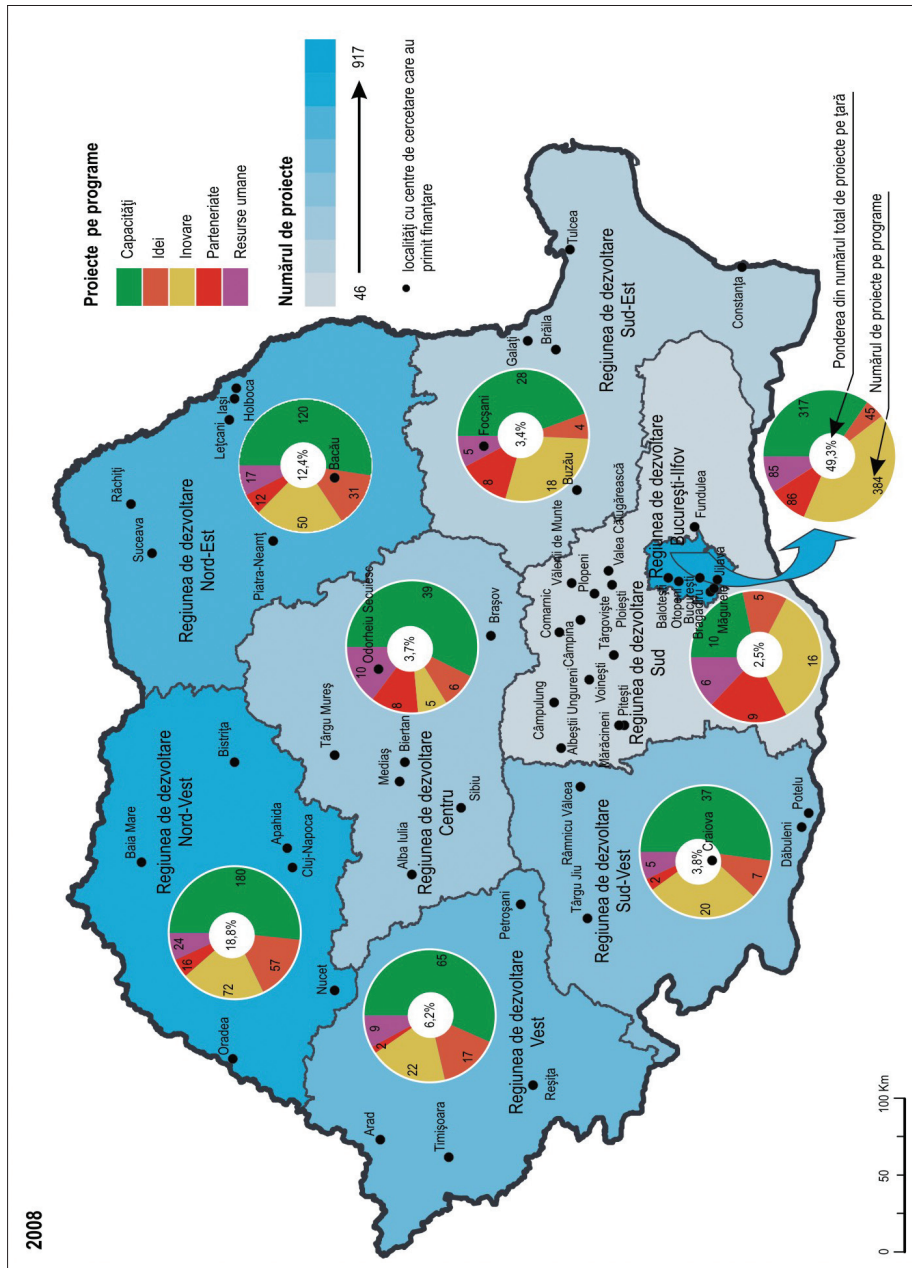 2008
Proiecte pe programe
Capacități
Idei
Inovare
Parteneriate
Resurse umane
Numărul de proiecte
46
917
localități cu centre de cercetare care au
primit finanțare
Regiunea de dezvoltare
Nord-Vest
Baia Mare
Bistrița
Oradea
Apahida
Cluj-Napoca
Nucet
18,8%
180
57
72
16
24
Regiunea de dezvoltare
Nord-Est
Răchiți
Suceava
Lețcani
Iași
Holboca
Piatra-Neamț
Bacău
12,4%
120
31
50
12
17
Regiunea de dezvoltare
Vest
Arad
Timișoara
Reșița
Petroșani
6,2%
65
17
22
2
9
Regiunea de dezvoltare
Centru
Târgu Mureș
Odorheiu Secuiesc
Mediaș
Biertan
Alba Iulia
Sibiu
Brașov
3,7%
39
6
5
8
10
Regiunea de dezvoltare
Sud-Est
Galați
Brăila
Tulcea
Focșani
Buzău
Constanța
3,4%
28
4
18
8
5
Regiunea de dezvoltare
Sud-Vest
Târgu Jiu
Râmnicu Vâlcea
Craiova
Dăbuleni
Potelu
3,8%
37
7
20
2
5
Regiunea de dezvoltare
Sud
Câmpulung
Albeștii Ungureni
Comarnic
Câmpina
Vălenii de Munte
Plopeni
Valea Călugărească
Voinești
Târgoviște
Ploiești
Mărăcineni
Pitești
Fundulea
2,5%
10
5
16
9
6
Regiunea de dezvoltare
București-Ilfov
Balotești
Otopeni
București
Bragadiru
Măgurele
Jilava
49,3%
317
45
384
86
85
Ponderea din numărul total de proiecte pe țară
Numărul de proiecte pe programe
0
50
100 Km